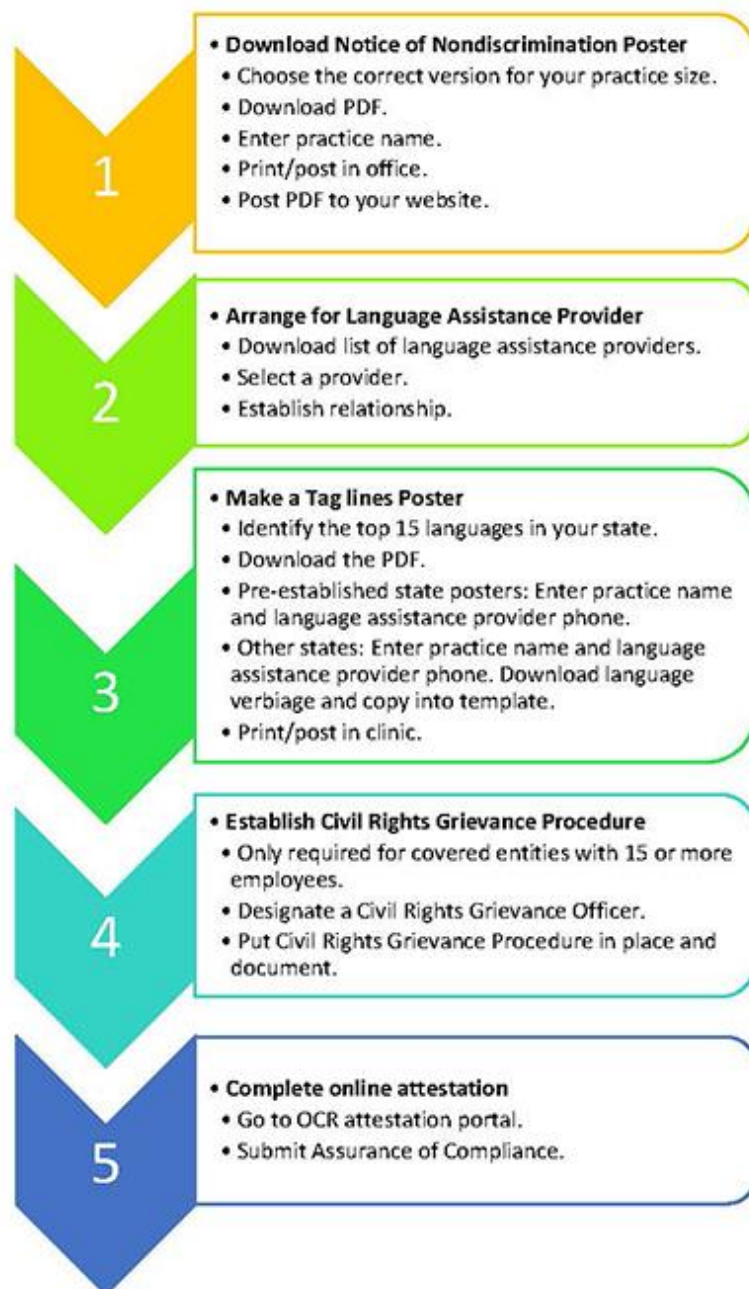 1
• Download Notice of Nondiscrimination Poster
• Choose the correct version for your practice size.
• Download PDF.
• Enter practice name.
• Print/post in office.
• Post PDF to your website.
2
• Arrange for Language Assistance Provider
• Download list of language assistance providers.
• Select a provider.
• Establish relationship.
3
• Make a Tag lines Poster
• Identify the top 15 languages in your state.
• Download the PDF.
• Pre-established state posters: Enter practice name
and language assistance provider phone.
• Other states: Enter practice name and language
assistance provider phone. Download language
verbiage and copy into template.
• Print/post in clinic.
4
• Establish Civil Rights Grievance Procedure
• Only required for covered entities with 15 or more
employees.
• Designate a Civil Rights Grievance Officer.
• Put Civil Rights Grievance Procedure in place and
document.
5
• Complete online attestation
• Go to OCR attestation portal.
• Submit Assurance of Compliance.